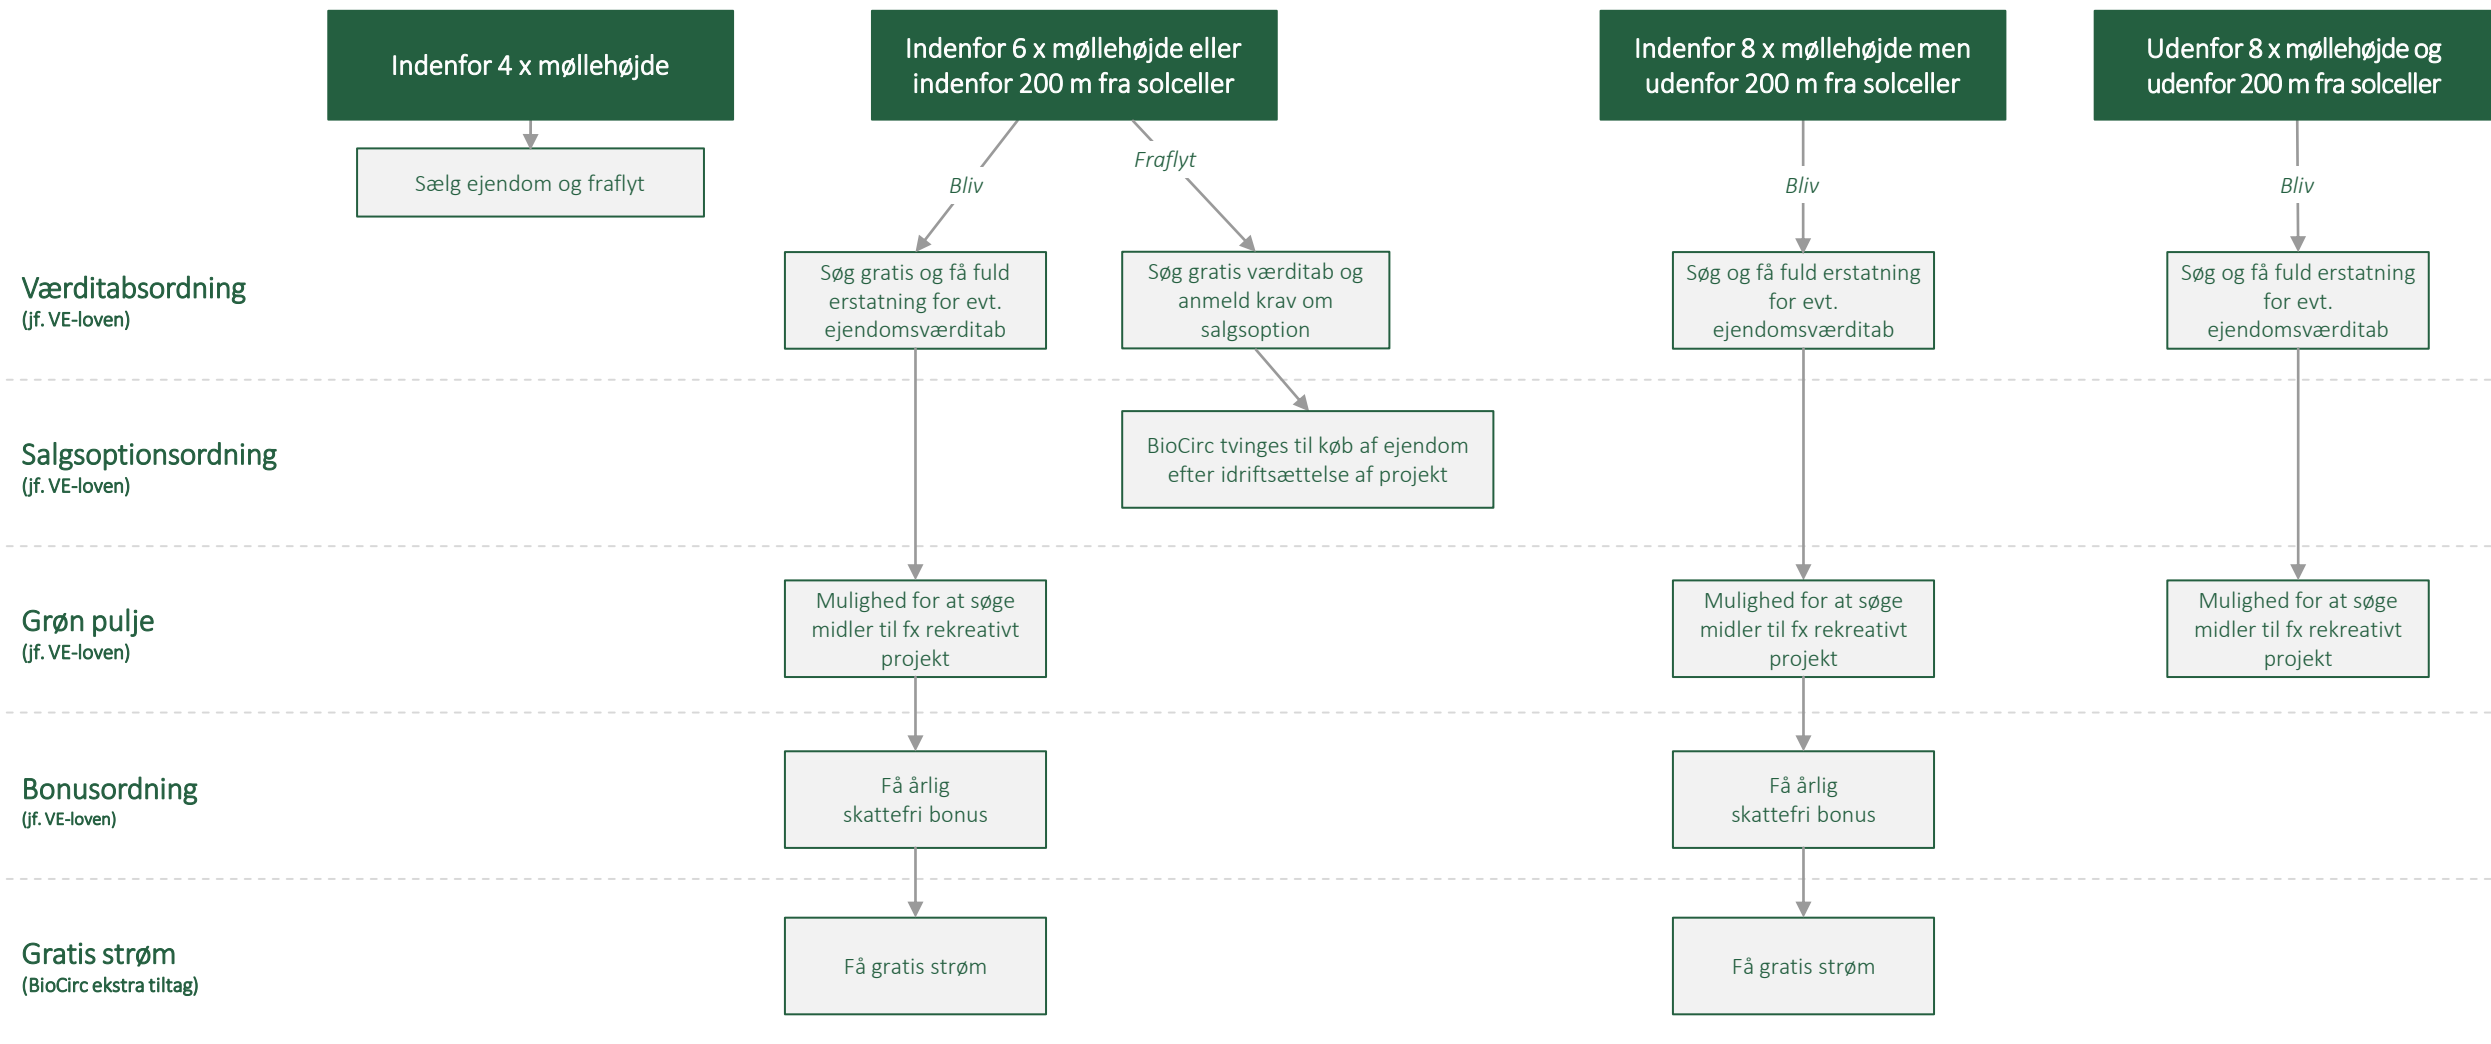 Indenfor 4 x møllehøjde
Indenfor 6 x møllehøjde eller
indenfor 200 m fra solceller
Indenfor 8 x møllehøjde men
udenfor 200 m fra solceller
Udenfor 8 x møllehøjde og
udenfor 200 m fra solceller
Sælg ejendom og fraflyt
Bliv
Fraflyt
Bliv
Bliv
Værditabsordning
(jf. VE-loven)
Søg gratis og få fuld
erstatning for evt.
ejendomsværditab
Søg gratis værditab og
anmeld krav om
salgsoption
Søg og få fuld erstatning
for evt.
ejendomsværditab
Søg og få fuld erstatning
for evt.
ejendomsværditab
Salgsoptionsordning
(jf. VE-loven)
BioCirc tvinges til køb af ejendom
efter idriftsættelse af projekt
Grøn pulje
(jf. VE-loven)
Mulighed for at søge
midler til fx rekreativt
projekt
Mulighed for at søge
midler til fx rekreativt
projekt
Mulighed for at søge
midler til fx rekreativt
projekt
Bonusordning
(jf. VE-loven)
Få årlig
skattefri bonus
Få årlig
skattefri bonus
Gratis strøm
(BioCirc ekstra tiltag)
Få gratis strøm
Få gratis strøm